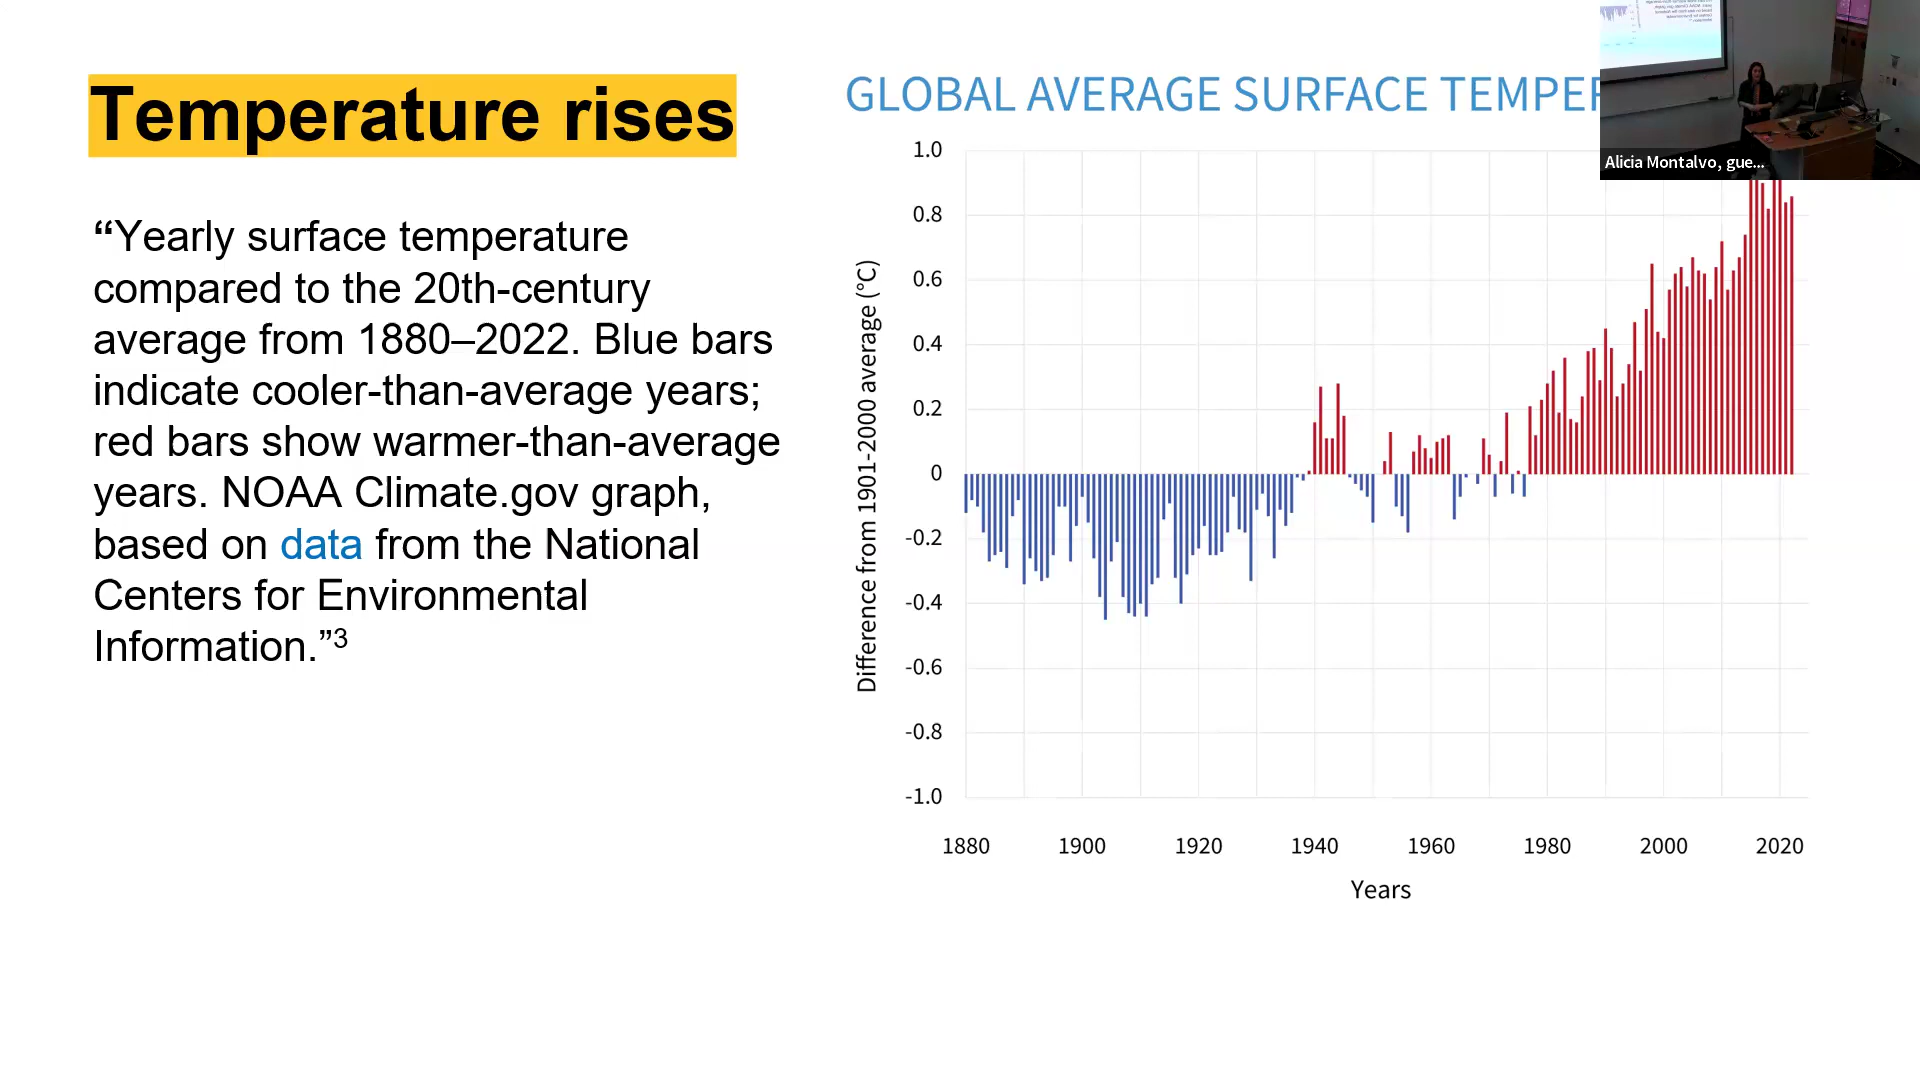 Temperature rises
“Yearly surface temperature
compared to the 20th-century
average from 1880–2022. Blue bars
indicate cooler-than-average years;
red bars show warmer-than-average
years. NOAA Climate.gov graph,
based on data from the National
Centers for Environmental
Information.”3
GLOBAL AVERAGE SURFACE
Difference from 1901-2000 average (°C)
1.0
0.8
0.6
0.4
0.2
0
-0.2
-0.4
-0.6
-0.8
-1.0
1880 1900 1920 1940 1960 1980 2000 2020
Years
Alicia Montalvo, gue...